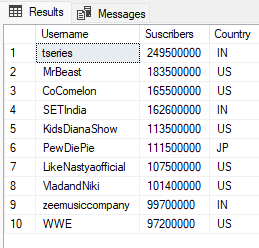 Results Messages
Username Suscribers Country
1 tseries 249500000 IN
2 MrBeast 183500000 US
3 CoComelon 165500000 US
4 SETIndia 162600000 IN
5 KidsDianaShow 113500000 US
6 PewDiePie 111500000 JP
7 LikeNastyaofficial 107500000 US
8 VladandNiki 101400000 US
9 zeemusiccompany 99700000 IN
10 WWE 97200000 US